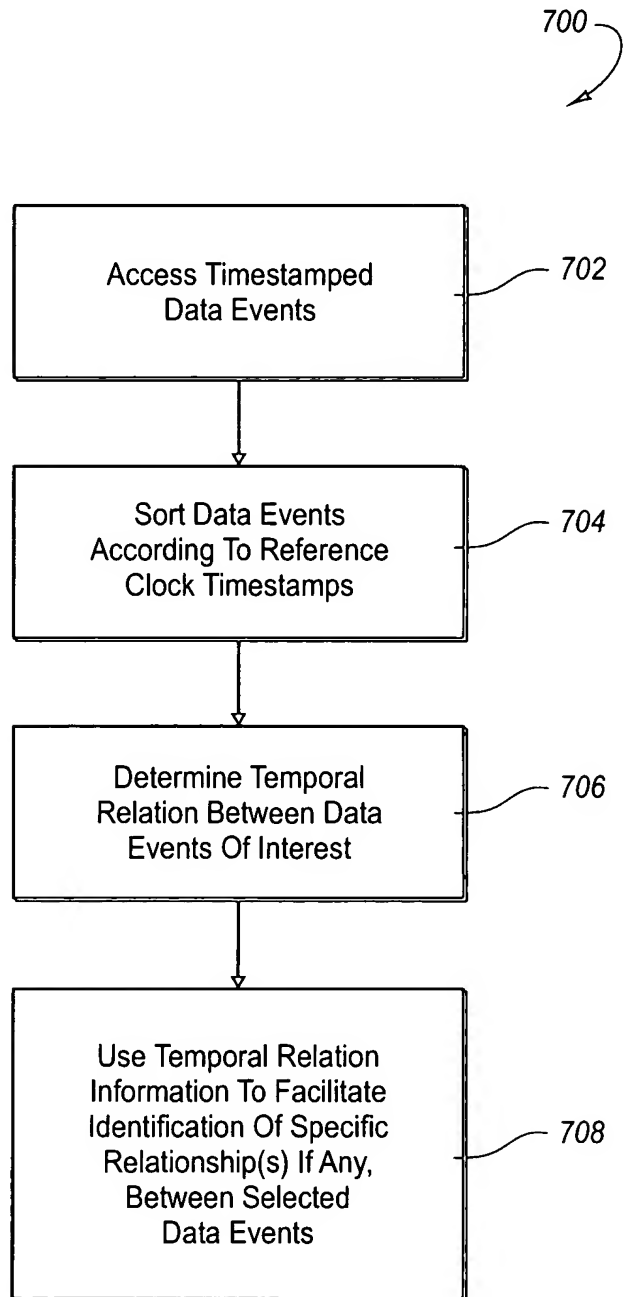 700
Access Timestamped
Data Events
702
Sort Data Events
According To Reference
Clock Timestamps
704
Determine Temporal
Relation Between Data
Events Of Interest
706
Use Temporal Relation
Information To Facilitate
Identification Of Specific
Relationship(s) If Any,
Between Selected
Data Events
708